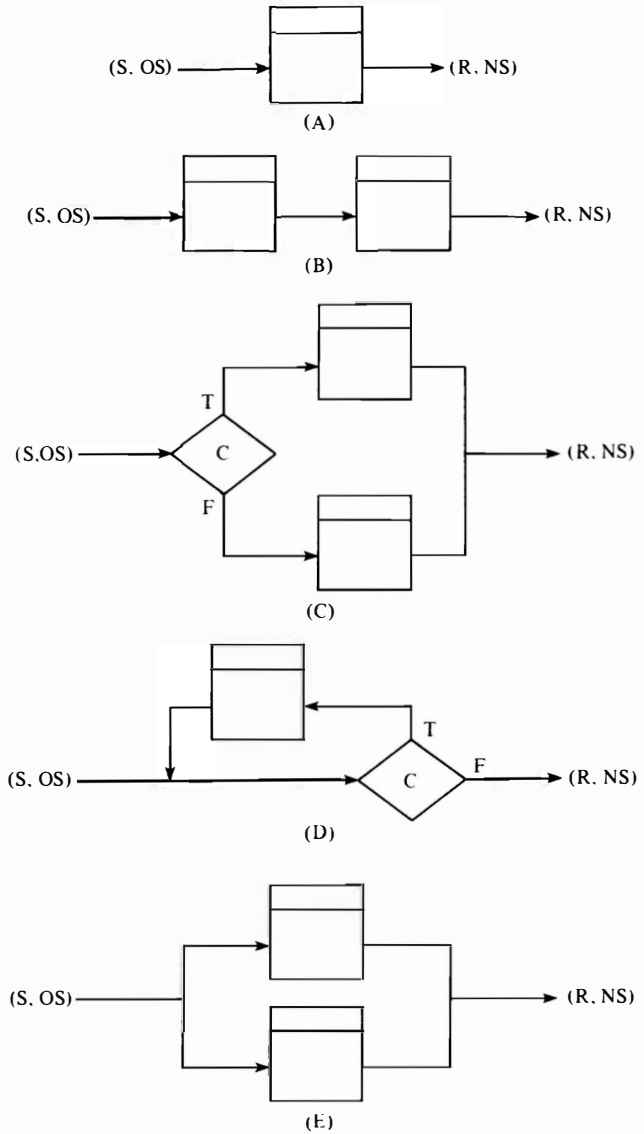 (S, OS) (R, NS)
(A)
(S, OS) (R, NS)
(B)
T
(S,OS) C (R, NS)
F
(C)
T
(S, OS) C F (R, NS)
(D)
(S, OS) (R, NS)
(E)